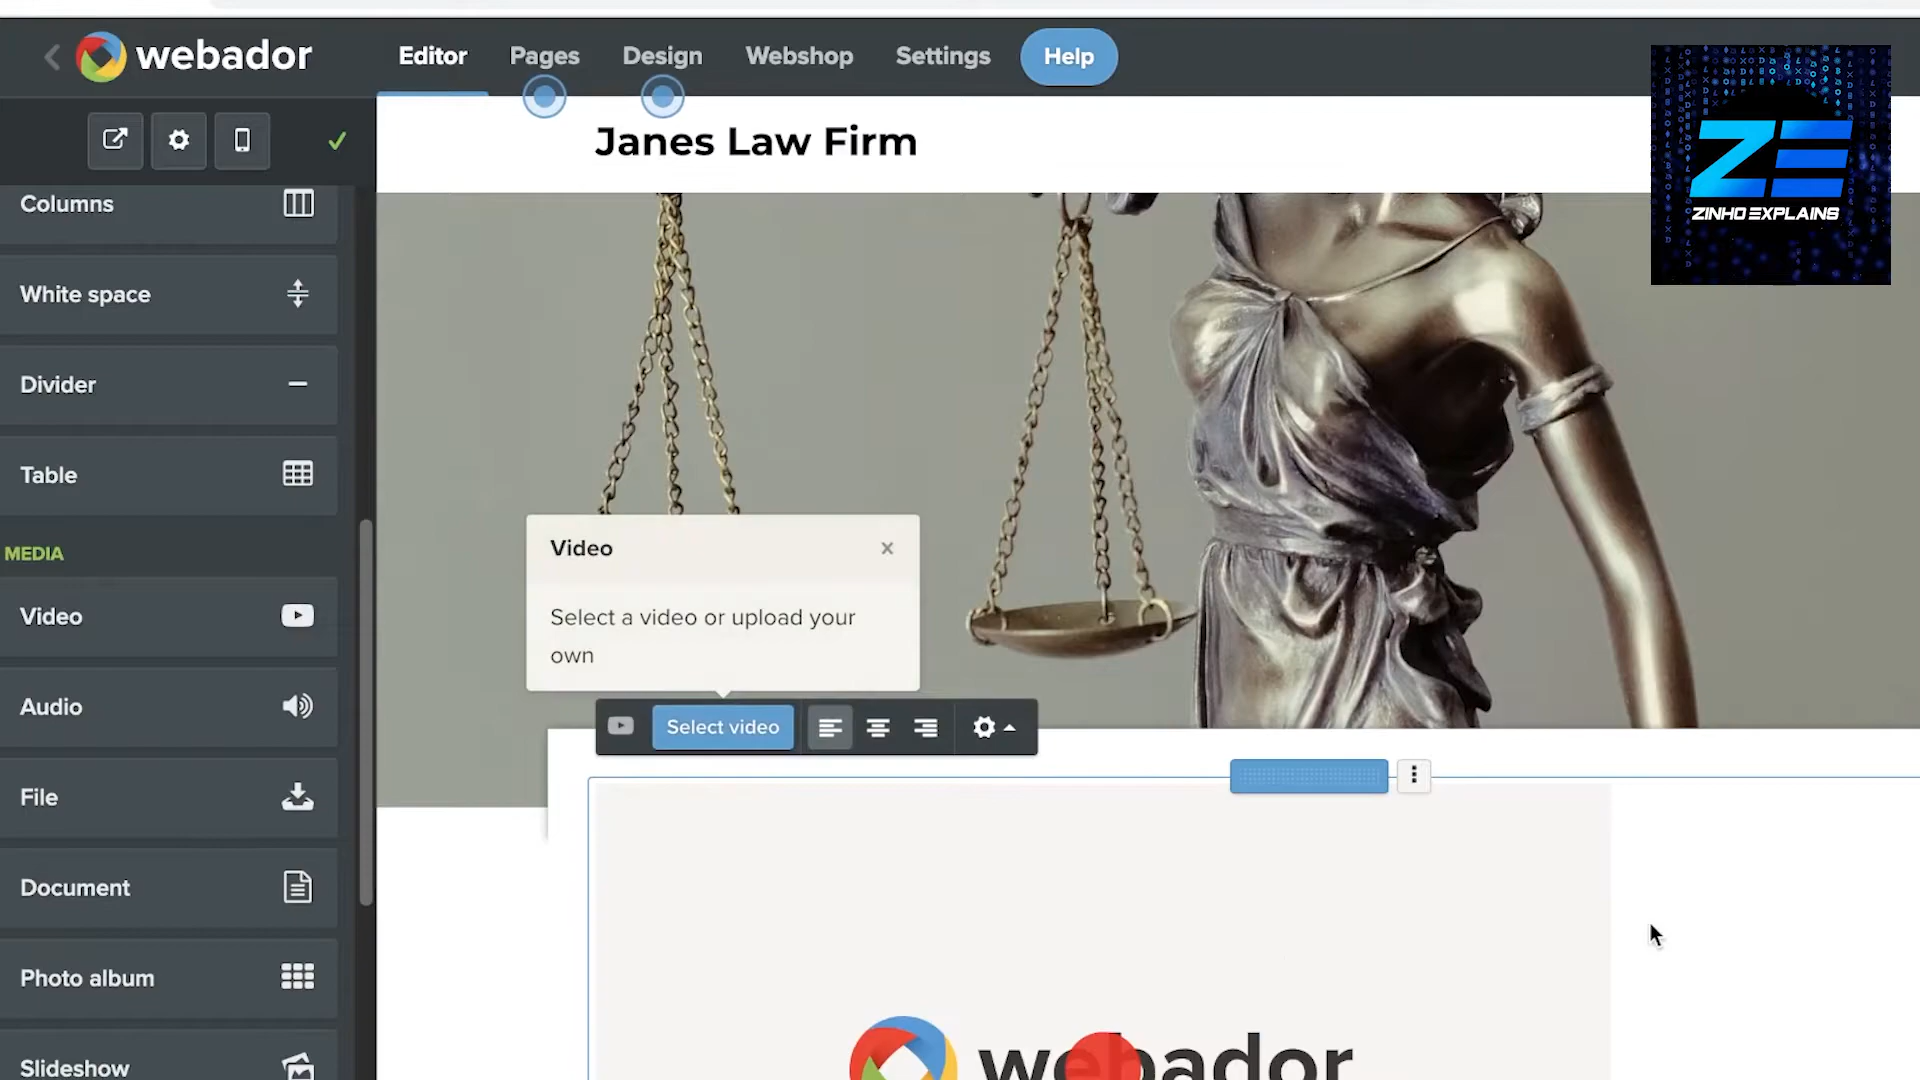 webador
Editor
Pages
Design
Webshop
Settings
Help
Janes Law Firm
ZE
ZINHO EXPLAINS
Columns
White space
Divider
Table
MEDIA
Video
Audio
File
Document
Photo album
Slideshow
Video
Select a video or upload your
own
Select video
webador